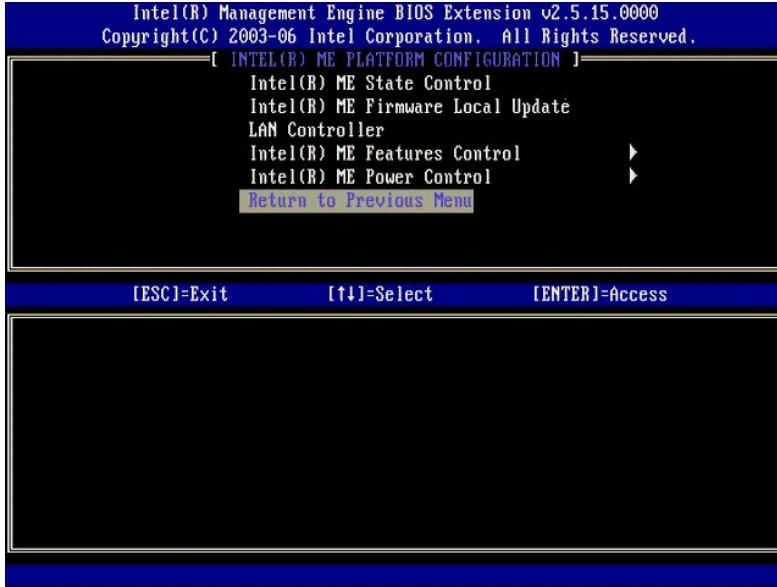 Intel(R) Management Engine BIOS Extension v2.5.15.0000
Copyright(C) 2003-06 Intel Corporation. All Rights Reserved.
[ INTEL(R) ME PLATFORM CONFIGURATION ]
Intel(R) ME State Control
Intel(R) ME Firmware Local Update
LAN Controller
Intel(R) ME Features Control ►
Intel(R) ME Power Control ►
Return to Previous Menu
[ESC]=Exit [↑↓]=Select [ENTER]=Access